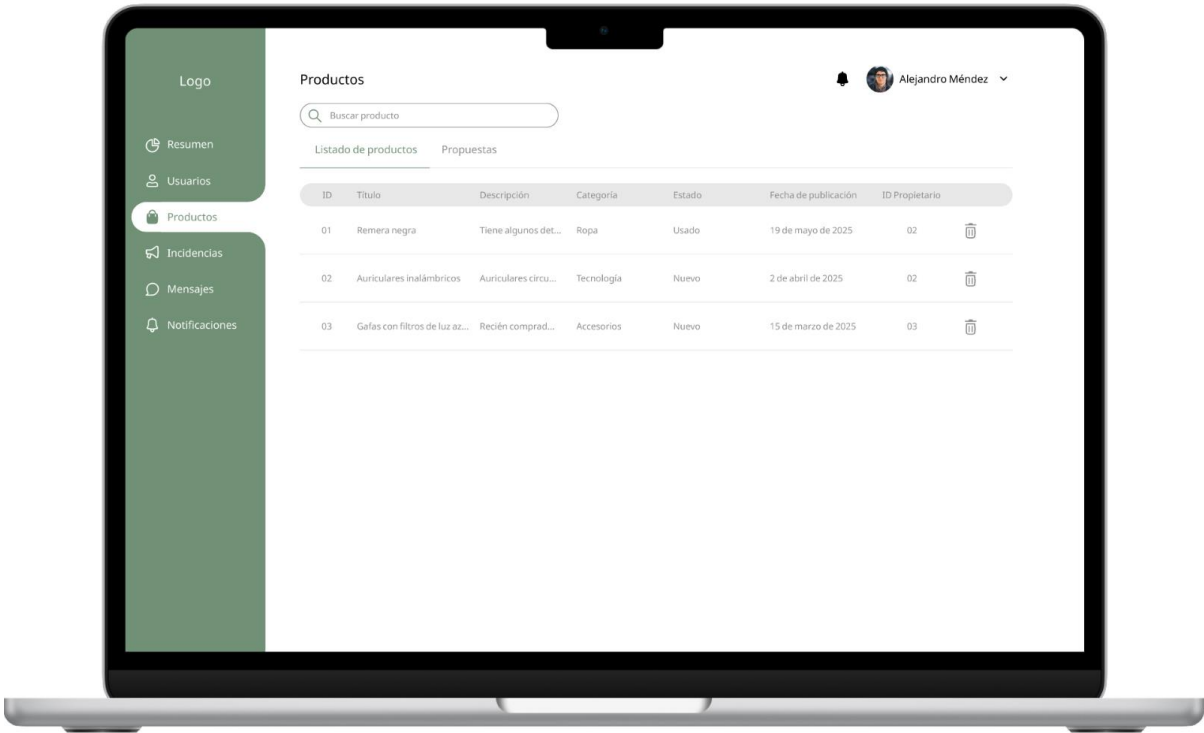 Logo
Resumen
Usuarios
Productos
Incidencias
Mensajes
Notificaciones
Productos
Alejandro Méndez
Buscar producto
Listado de productos Propuestas
ID Título Descripción Categoría Estado Fecha de publicación ID Propietario
01 Remera negra Tiene algunos det... Ropa Usado 19 de mayo de 2025 02
02 Auriculares inalámbricos Auriculares circu... Tecnología Nuevo 2 de abril de 2025 02
03 Gafas con filtros de luz az... Recién comprad... Accesorios Nuevo 15 de marzo de 2025 03